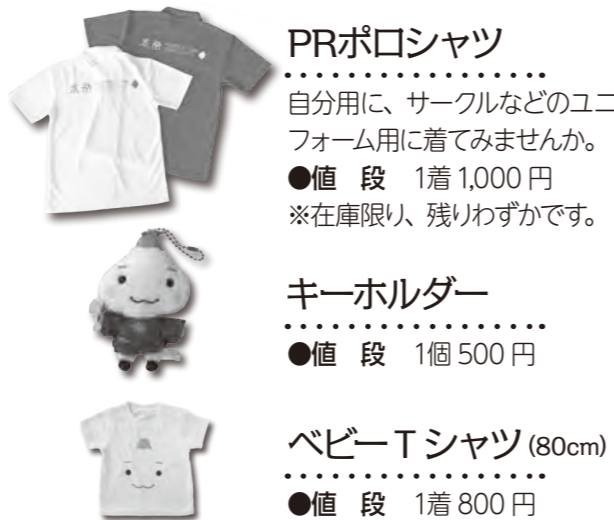 PRポロシャツ
自分用に、サークルなどのユニ
フォーム用に着てみませんか。
●値　段　1着 1,000 円
※在庫限り、残りわずかです。
キーホルダー
●値　段　1個 500 円
ベビーTシャツ (80cm)
●値　段　1着 800 円